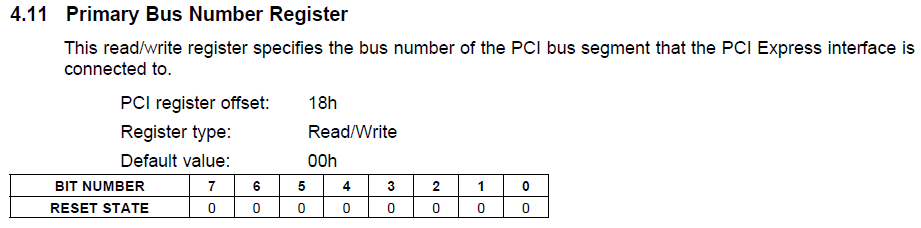 4.11 Primary Bus Number Register
This read/write register specifies the bus number of the PCI bus segment that the PCI Express interface is
connected to.
PCI register offset: 18h
Register type: Read/Write
Default value: 00h
BIT NUMBER 7 6 5 4 3 2 1 0
RESET STATE 0 0 0 0 0 0 0 0